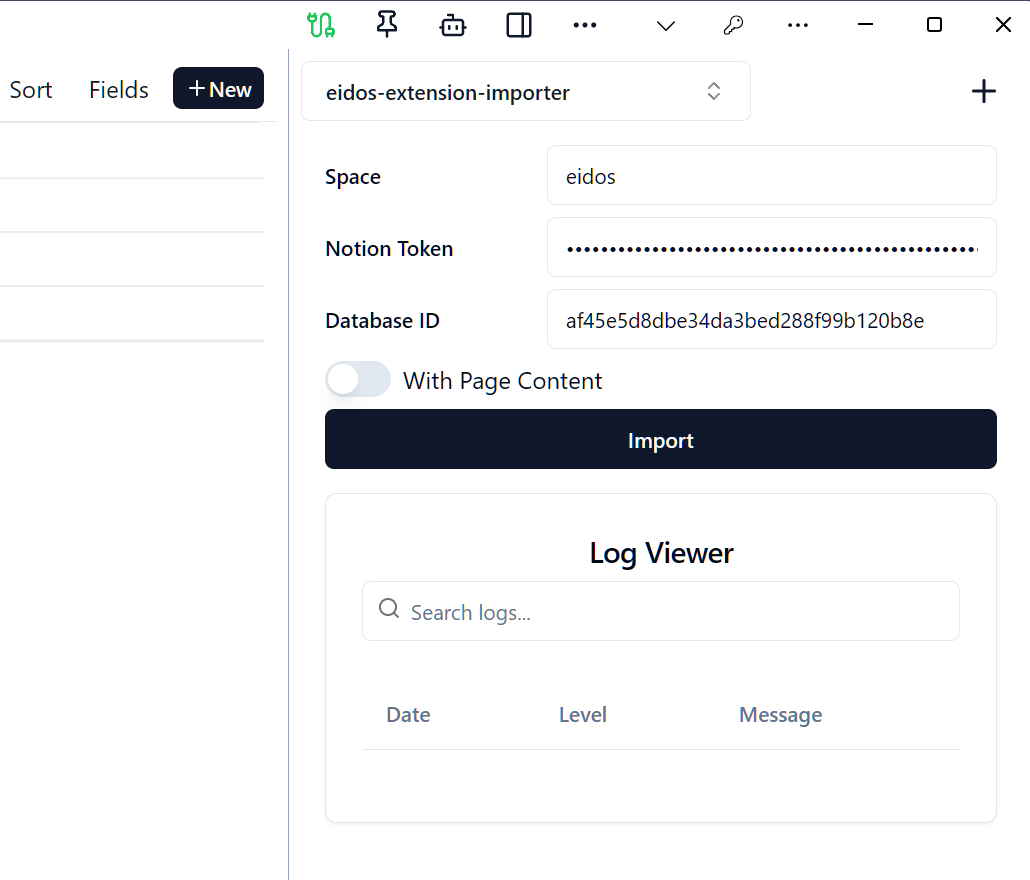 Sort Fields +New
eidos-extension-importer
Space eidos
Notion Token ••••••••••••••••••••••••••••••••••••••••••••••••
Database ID af45e5d8dbe34da3bed288f99b120b8e
With Page Content
Import
Log Viewer
Search logs...
Date Level Message